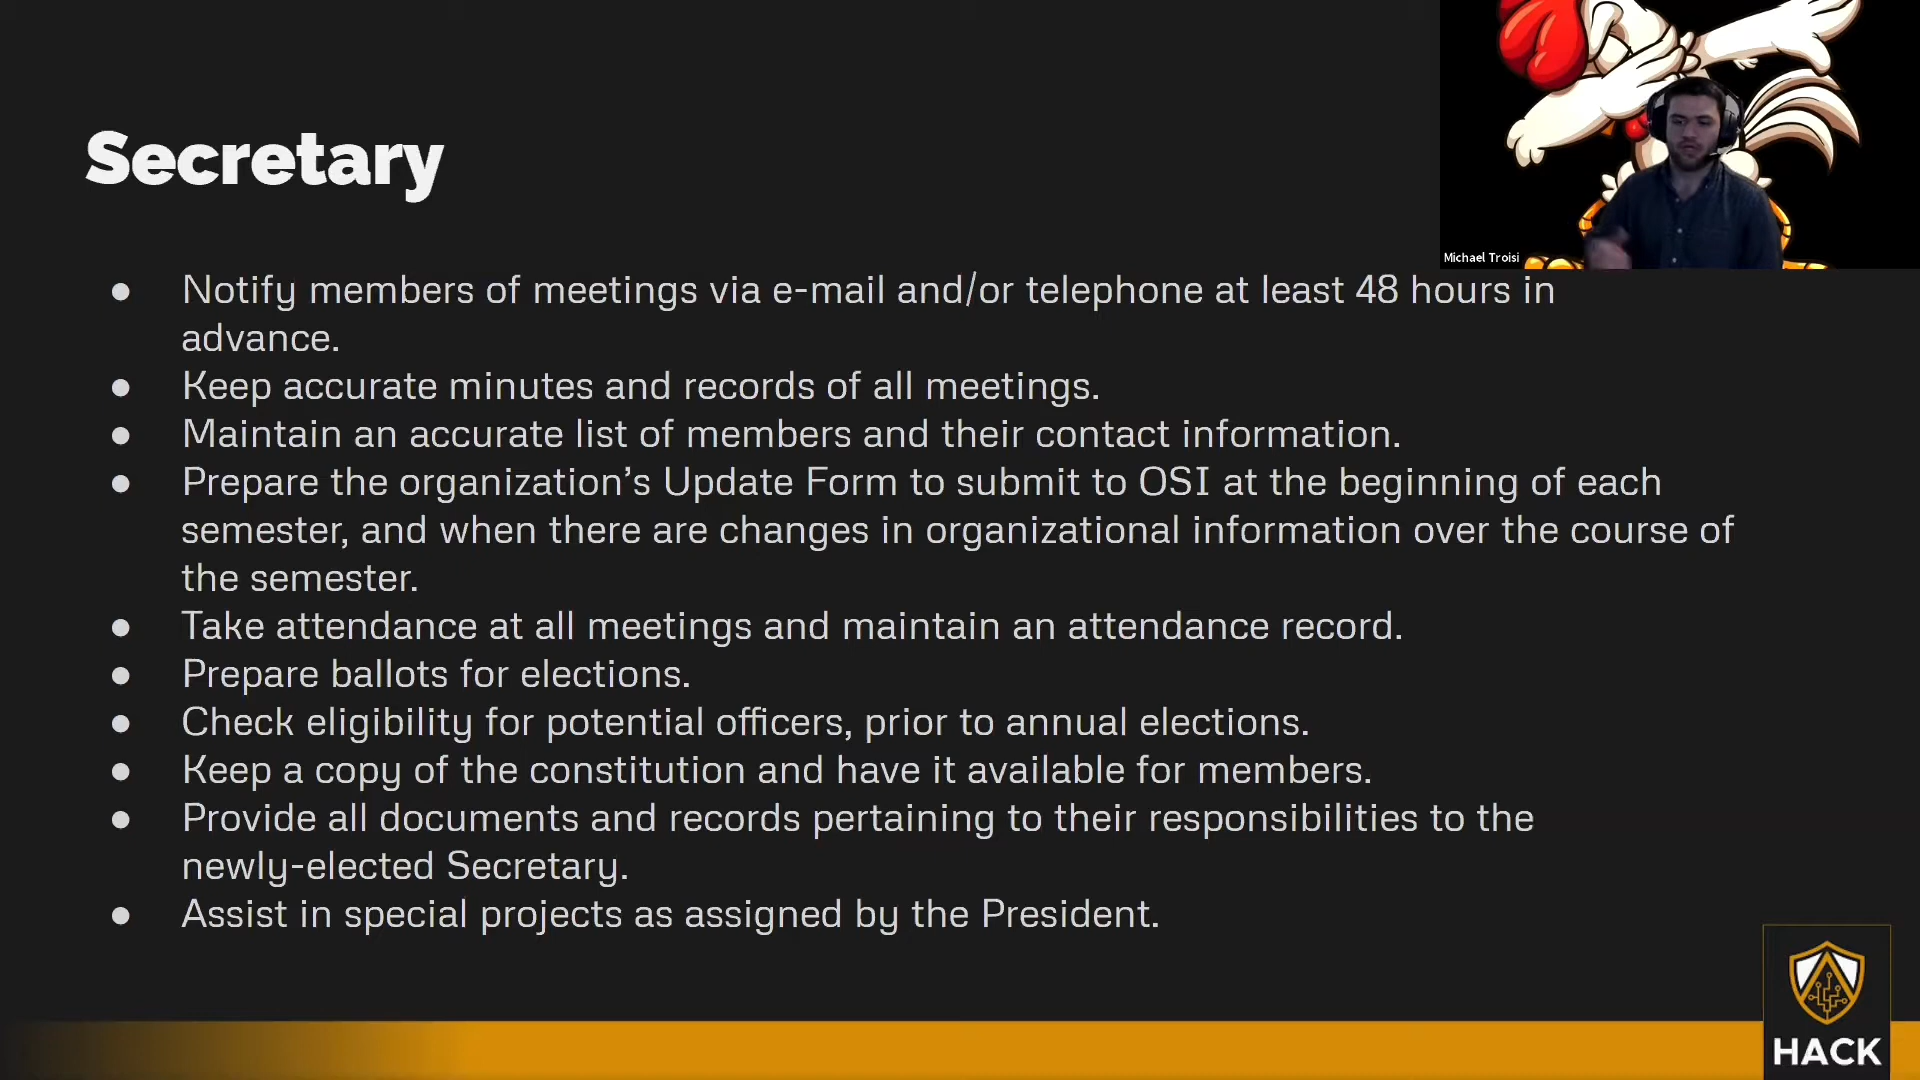 Secretary
Michael Troisi
● Notify members of meetings via e-mail and/or telephone at least 48 hours in
advance.
● Keep accurate minutes and records of all meetings.
● Maintain an accurate list of members and their contact information.
● Prepare the organization’s Update Form to submit to OSI at the beginning of each
semester, and when there are changes in organizational information over the course of
the semester.
● Take attendance at all meetings and maintain an attendance record.
● Prepare ballots for elections.
● Check eligibility for potential officers, prior to annual elections.
● Keep a copy of the constitution and have it available for members.
● Provide all documents and records pertaining to their responsibilities to the
newly-elected Secretary.
● Assist in special projects as assigned by the President.
HACK